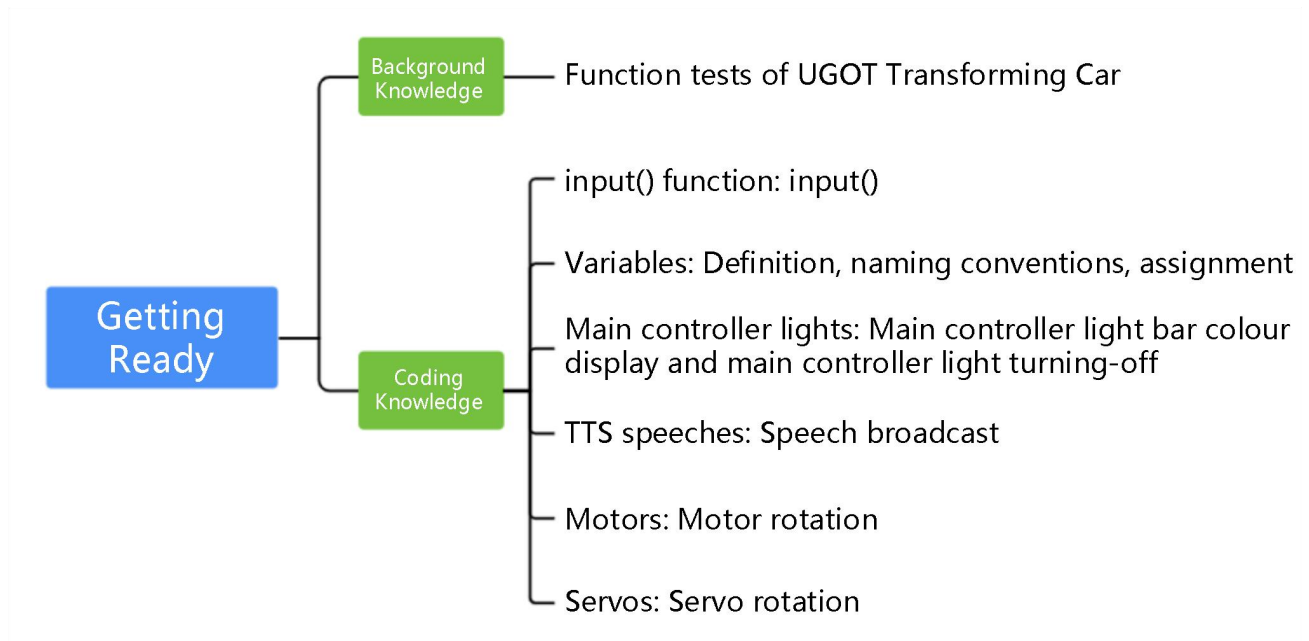 Getting
Ready
Background
Knowledge
Function tests of UGOT Transforming Car
Coding
Knowledge
input() function: input()
Variables: Definition, naming conventions, assignment
Main controller lights: Main controller light bar colour
display and main controller light turning-off
TTS speeches: Speech broadcast
Motors: Motor rotation
Servos: Servo rotation